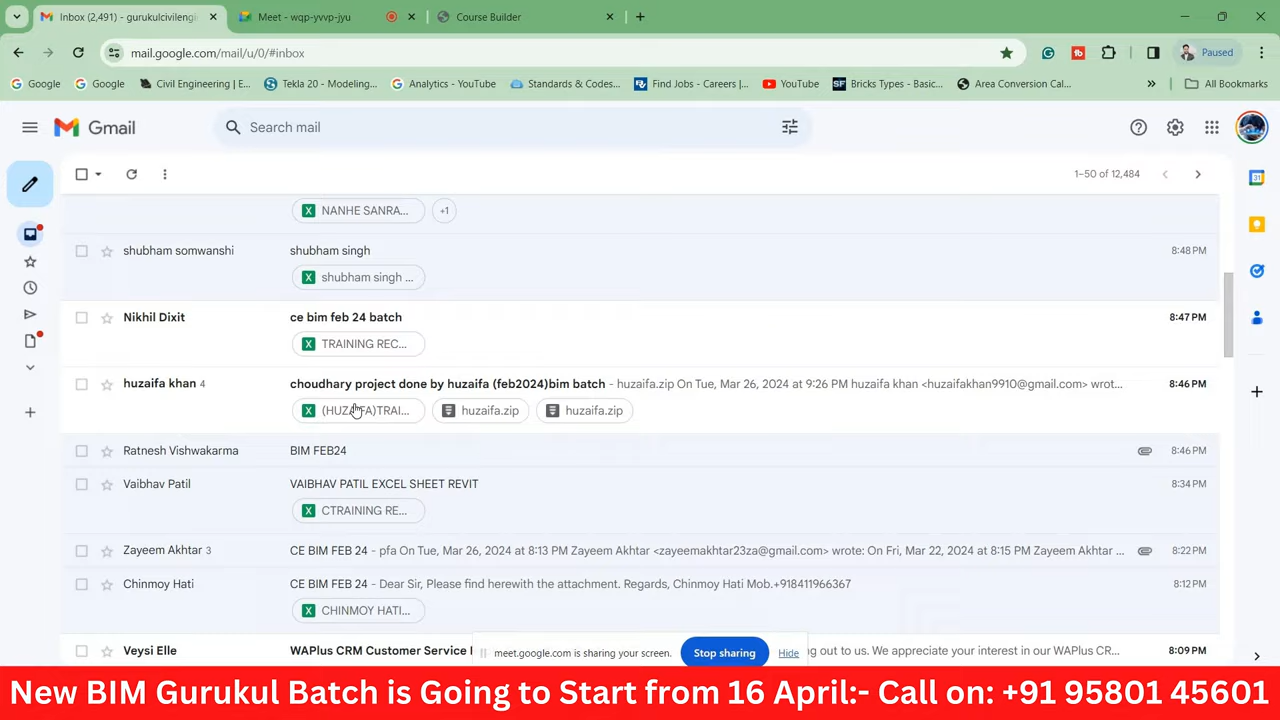 Inbox (2,491) - gurukulcivilengi
Meet - wqp-yvvp-jyu
Course Builder
mail.google.com/mail/u/0/#inbox
Paused
Google
Google
Civil Engineering | E...
Tekla 20 - Modeling...
Analytics - YouTube
Standards & Codes...
Find Jobs - Careers |...
YouTube
Bricks Types - Basic...
Area Conversion Cal...
All Bookmarks
Gmail
Search mail
1–50 of 12,484
NANHE SANRA...
+1
shubham somwanshi
shubham singh
8:48 PM
shubham singh ...
Nikhil Dixit
ce bim feb 24 batch
8:47 PM
TRAINING REC...
huzaifa khan 4
choudhary project done by huzaifa (feb2024)bim batch - huzaifa.zip On Tue, Mar 26, 2024 at 9:26 PM huzaifa khan <huzaifakhan9910@gmail.com> wrote...
8:46 PM
(HUZAIFA)TRAI...
huzaifa.zip
huzaifa.zip
Ratnesh Vishwakarma
BIM FEB24
8:46 PM
Vaibhav Patil
VAIBHAV PATIL EXCEL SHEET REVIT
8:34 PM
CTRAINING RE...
Zayeem Akhtar 3
CE BIM FEB 24 - pfa On Tue, Mar 26, 2024 at 8:13 PM Zayeem Akhtar <zayeemakhtar23za@gmail.com> wrote: On Fri, Mar 22, 2024 at 8:15 PM Zayeem Akhtar ...
8:22 PM
Chinmoy Hati
CE BIM FEB 24 - Dear Sir, Please find herewith the attachment. Regards, Chinmoy Hati Mob.+918411966367
8:12 PM
CHINMOY HATI...
Veysi Elle
WAPlus CRM Customer Service
ng out to us. We appreciate your interest in our WAPlus CRM...
8:09 PM
meet.google.com is sharing your screen.
Stop sharing
Hide
New BIM Gurukul Batch is Going to Start from 16 April:- Call on: +91 95801 45601